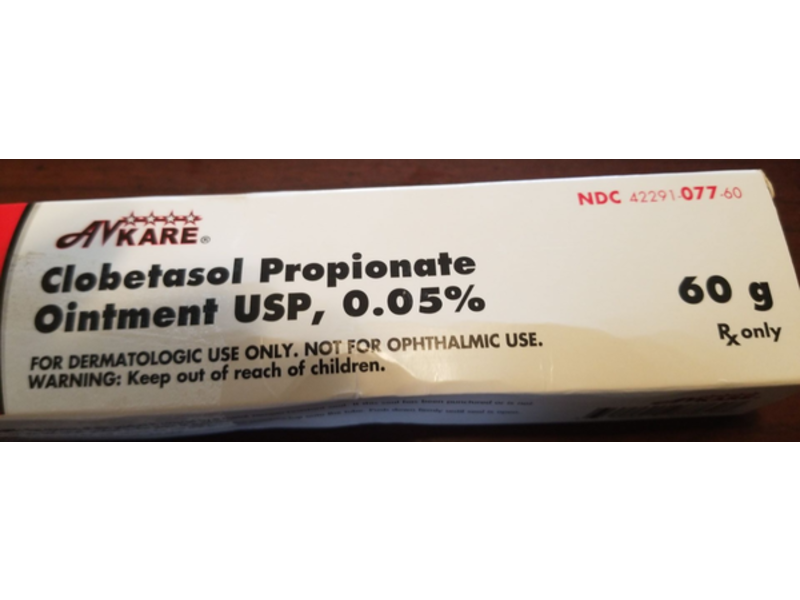 AVKARE®
NDC 42291-077-60
Clobetasol Propionate
Ointment USP, 0.05%
60 g
Rx only
FOR DERMATOLOGIC USE ONLY. NOT FOR OPHTHALMIC USE.
WARNING: Keep out of reach of children.